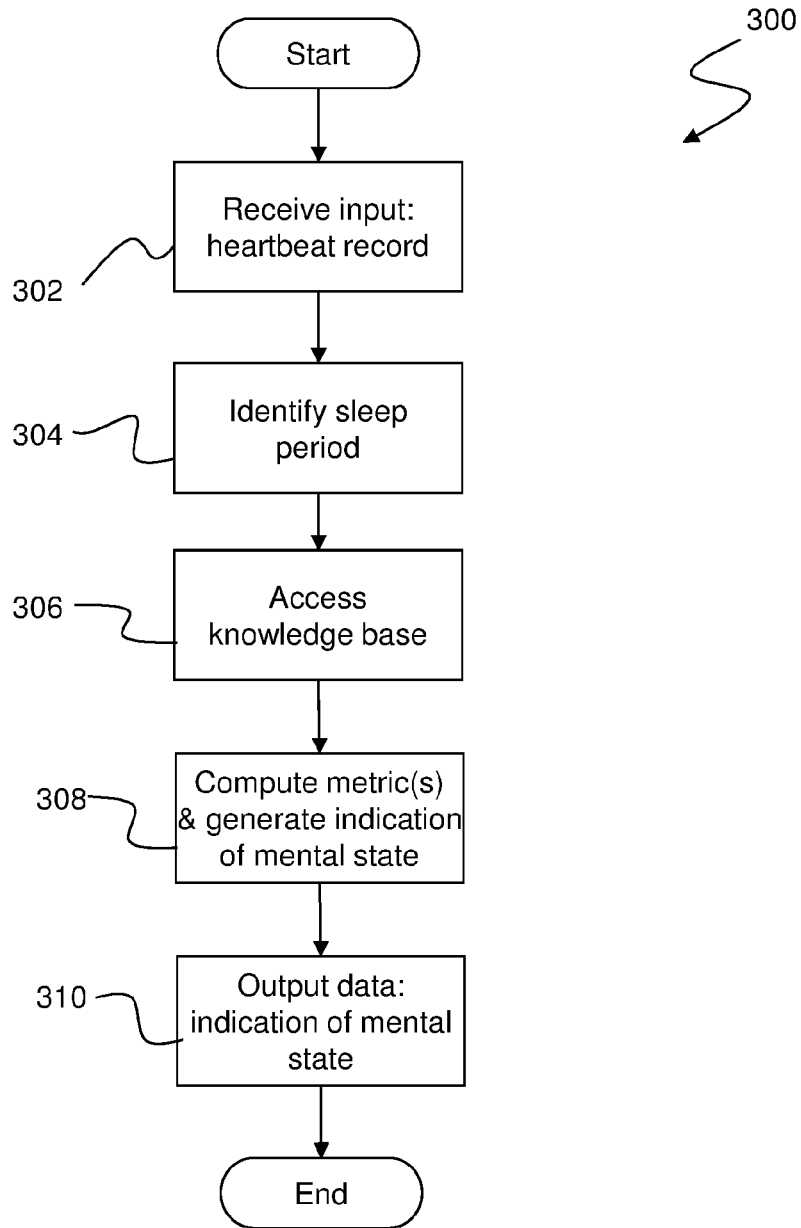 Start
300
Receive input:
heartbeat record
302
Identify sleep
period
304
Access
knowledge base
306
Compute metric(s)
& generate indication
of mental state
308
Output data:
indication of mental
state
310
End